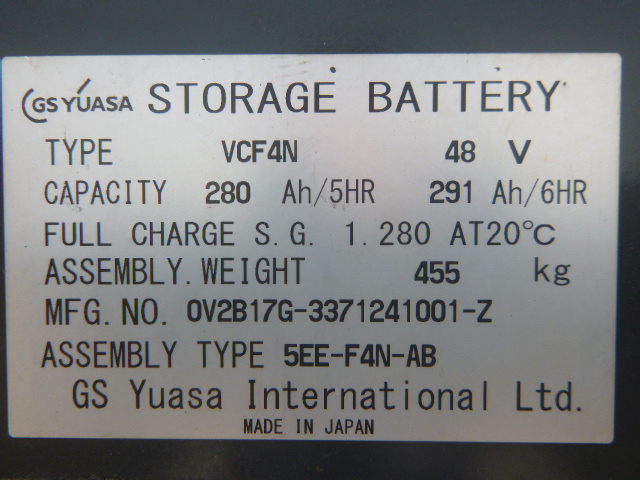 GS YUASA STORAGE BATTERY
TYPE VCF4N 48 V
CAPACITY 280 Ah/5HR 291 Ah/6HR
FULL CHARGE S.G. 1.280 AT20℃
ASSEMBLY.WEIGHT 455 kg
MFG.NO. 0V2B17G-3371241001-Z
ASSEMBLY TYPE 5EE-F4N-AB
GS Yuasa International Ltd.
MADE IN JAPAN